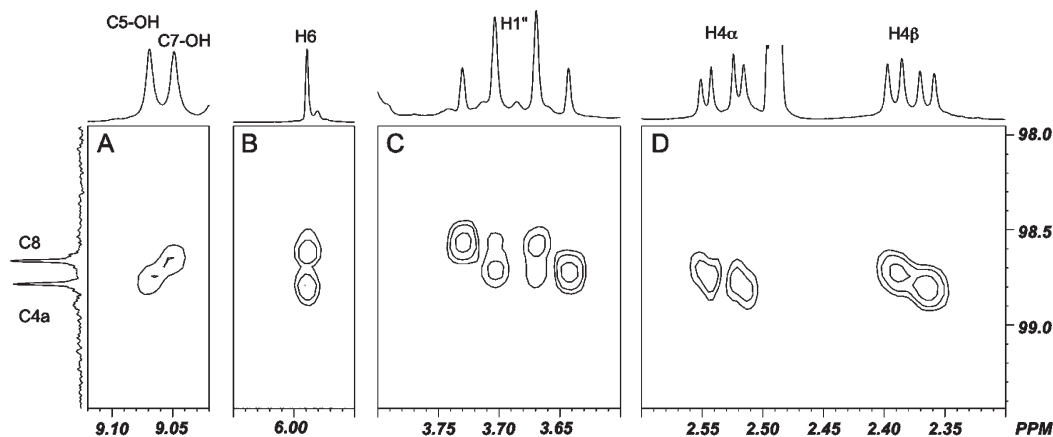 C5-OH
C7-OH
H6
H1"
H4α
H4β
A
B
C
D
98.0
98.5
99.0
C8
C4a
9.10 9.05 6.00 3.75 3.70 3.65 2.55 2.50 2.45 2.40 2.35 PPM